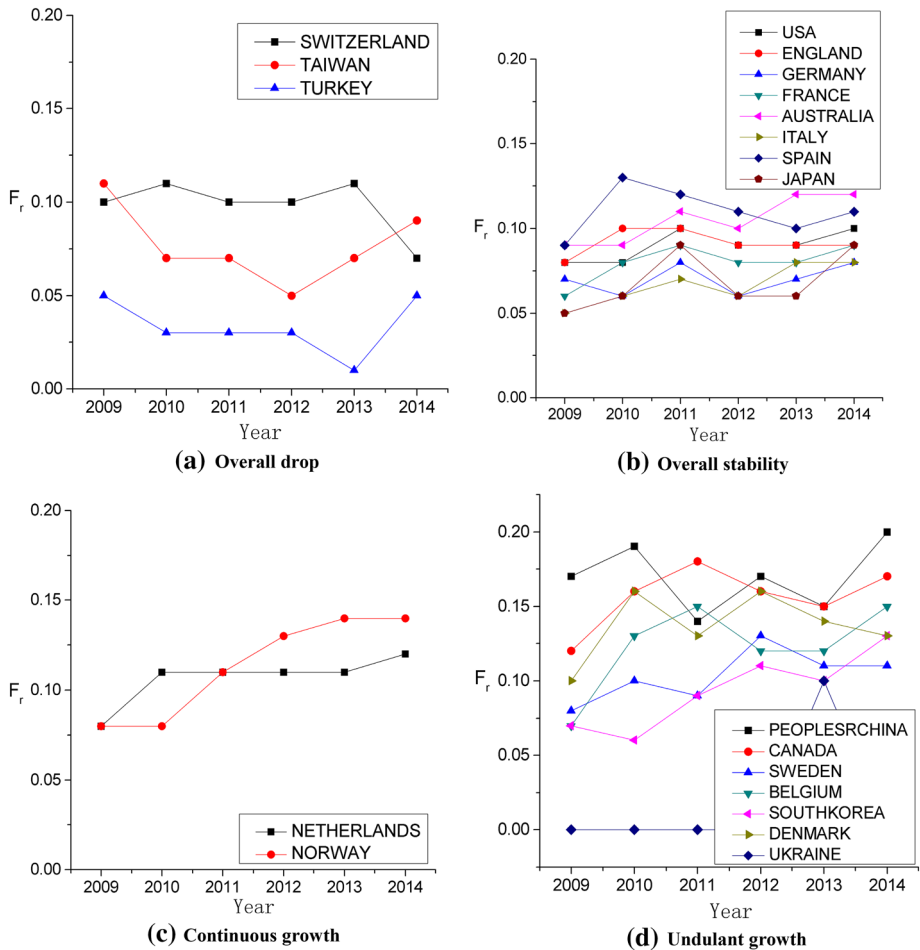 0.20
0.15
0.10
0.05
0.00
Fr
SWITZERLAND
TAIWAN
TURKEY
2009 2010 2011 2012 2013 2014
Year
(a) Overall drop
0.20
0.15
0.10
0.05
0.00
Fr
USA
ENGLAND
GERMANY
FRANCE
AUSTRALIA
ITALY
SPAIN
JAPAN
2009 2010 2011 2012 2013 2014
Year
(b) Overall stability
0.20
0.15
0.10
0.05
0.00
Fr
NETHERLANDS
NORWAY
2009 2010 2011 2012 2013 2014
Year
(c) Continuous growth
0.20
0.15
0.10
0.05
0.00
Fr
PEOPLESRCHINA
CANADA
SWEDEN
BELGIUM
SOUTHKOREA
DENMARK
UKRAINE
2009 2010 2011 2012 2013 2014
Year
(d) Undulant growth